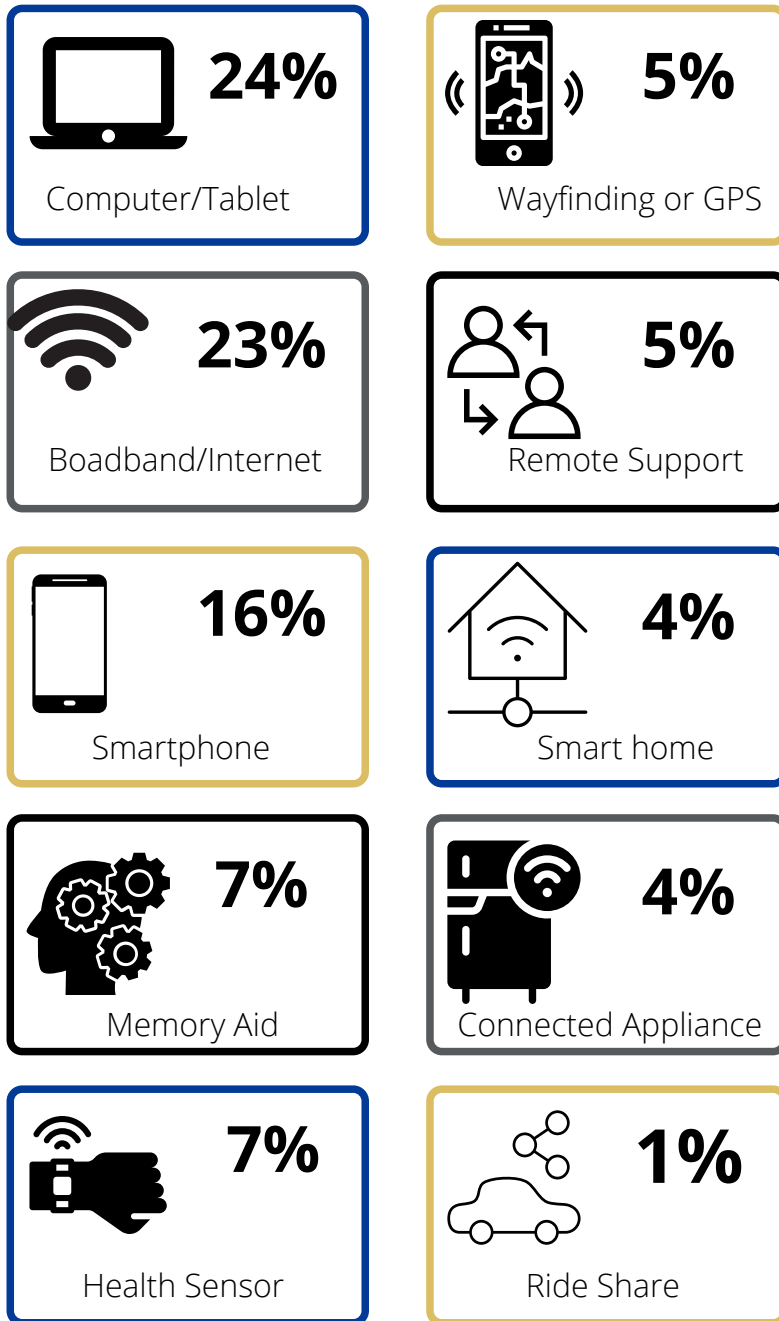 24%
Computer/Tablet
5%
Wayfinding or GPS
23%
Boadband/Internet
5%
Remote Support
16%
Smartphone
4%
Smart home
7%
Memory Aid
4%
Connected Appliance
7%
Health Sensor
1%
Ride Share